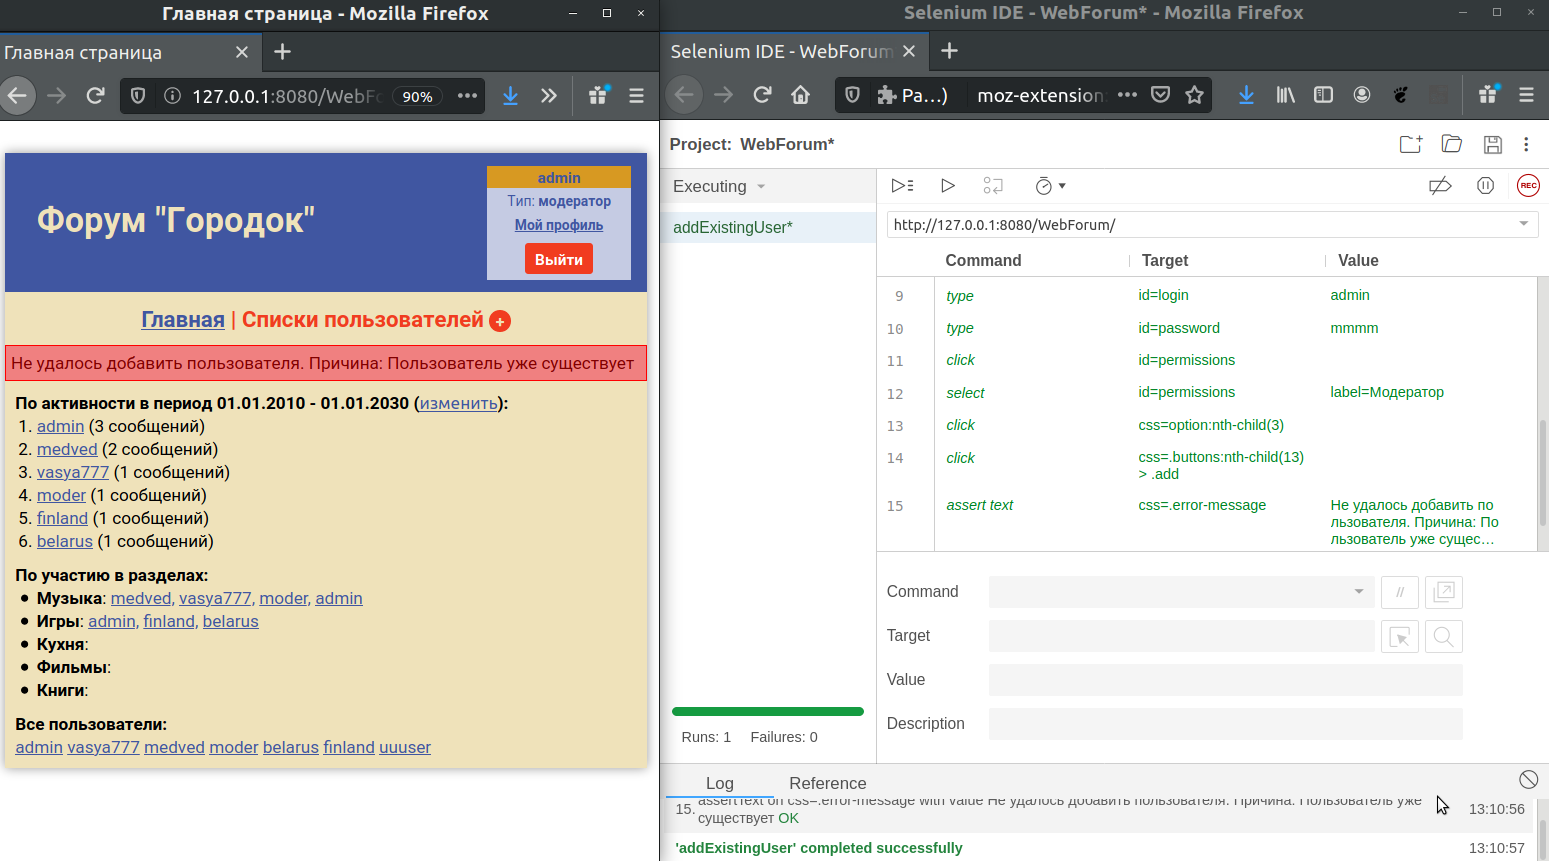 Главная страница - Mozilla Firefox
Главная страница
127.0.0.1:8080/WebF
90%
Форум "Городок"
admin
Тип: модератор
Мой профиль
Выйти
Главная | Списки пользователей +
Не удалось добавить пользователя. Причина: Пользователь уже существует
По активности в период 01.01.2010 - 01.01.2030 (изменить):
1. admin (3 сообщений)
2. medved (2 сообщений)
3. vasya777 (1 сообщений)
4. moder (1 сообщений)
5. finland (1 сообщений)
6. belarus (1 сообщений)
По участию в разделах:
• Музыка: medved, vasya777, moder, admin
• Игры: admin, finland, belarus
• Кухня:
• Фильмы:
• Книги:
Все пользователи:
admin vasya777 medved moder belarus finland uuuser
Selenium IDE - WebForum* - Mozilla Firefox
Selenium IDE - WebForum
Pa…)
moz-extension:
Project: WebForum*
Executing
addExistingUser*
REC
http://127.0.0.1:8080/WebForum/
Command Target Value
9 type id=login admin
10 type id=password mmmm
11 click id=permissions
12 select id=permissions label=Модератор
13 click css=option:nth-child(3)
14 click css=.buttons:nth-child(13)
> .add
15 assert text css=.error-message Не удалось добавить по
льзователя. Причина: По
льзователь уже сущес…
Command
//
Target
Value
Description
Runs: 1 Failures: 0
Log Reference
15. assertText on css=.error-message with value Не удалось добавить пользователя. Причина: Пользователь уже
существует OK 13:10:56
'addExistingUser' completed successfully 13:10:57